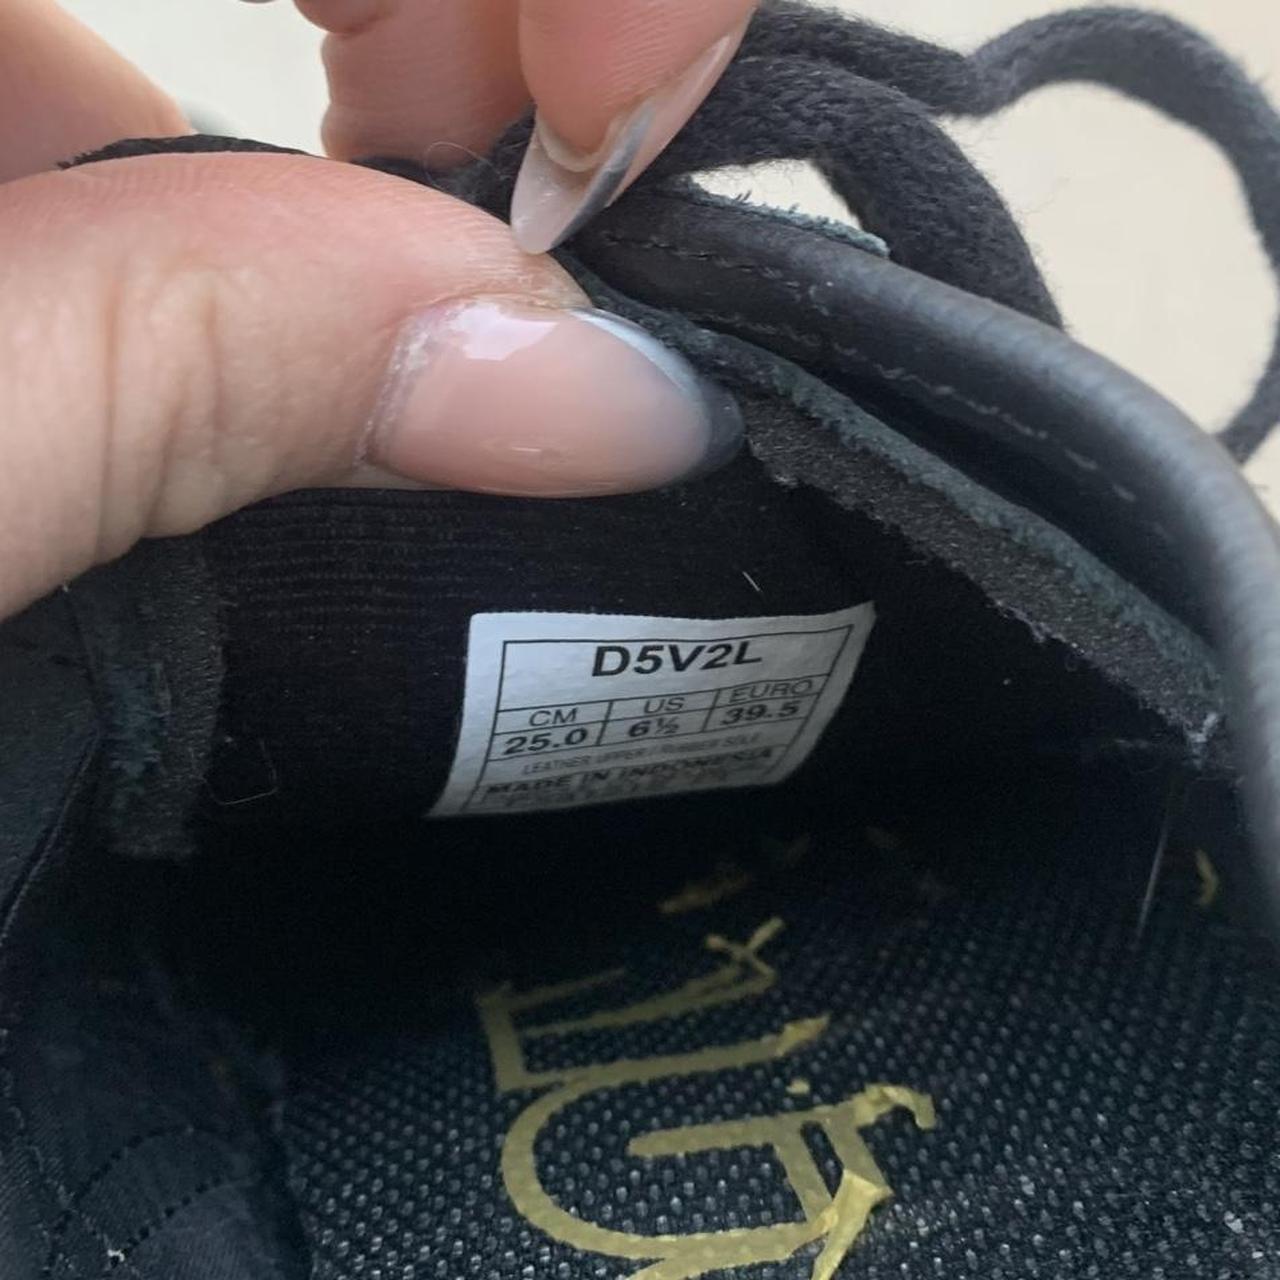 D5V2L
CM US EURO
25.0 6½ 39.5
LEATHER UPPER / RUBBER SOLE
MADE IN INDONESIA